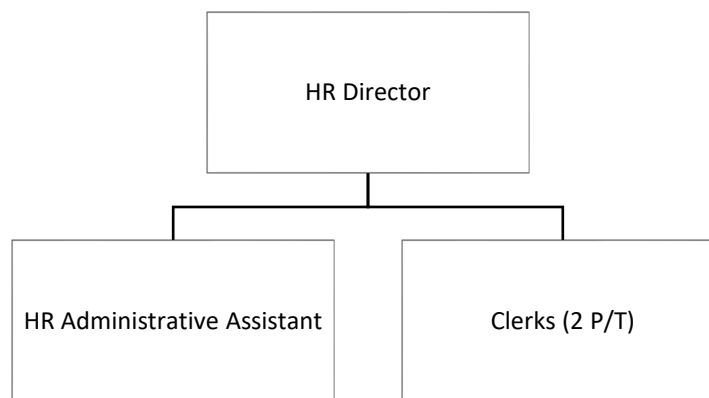 HR Director
HR Administrative Assistant
Clerks (2 P/T)